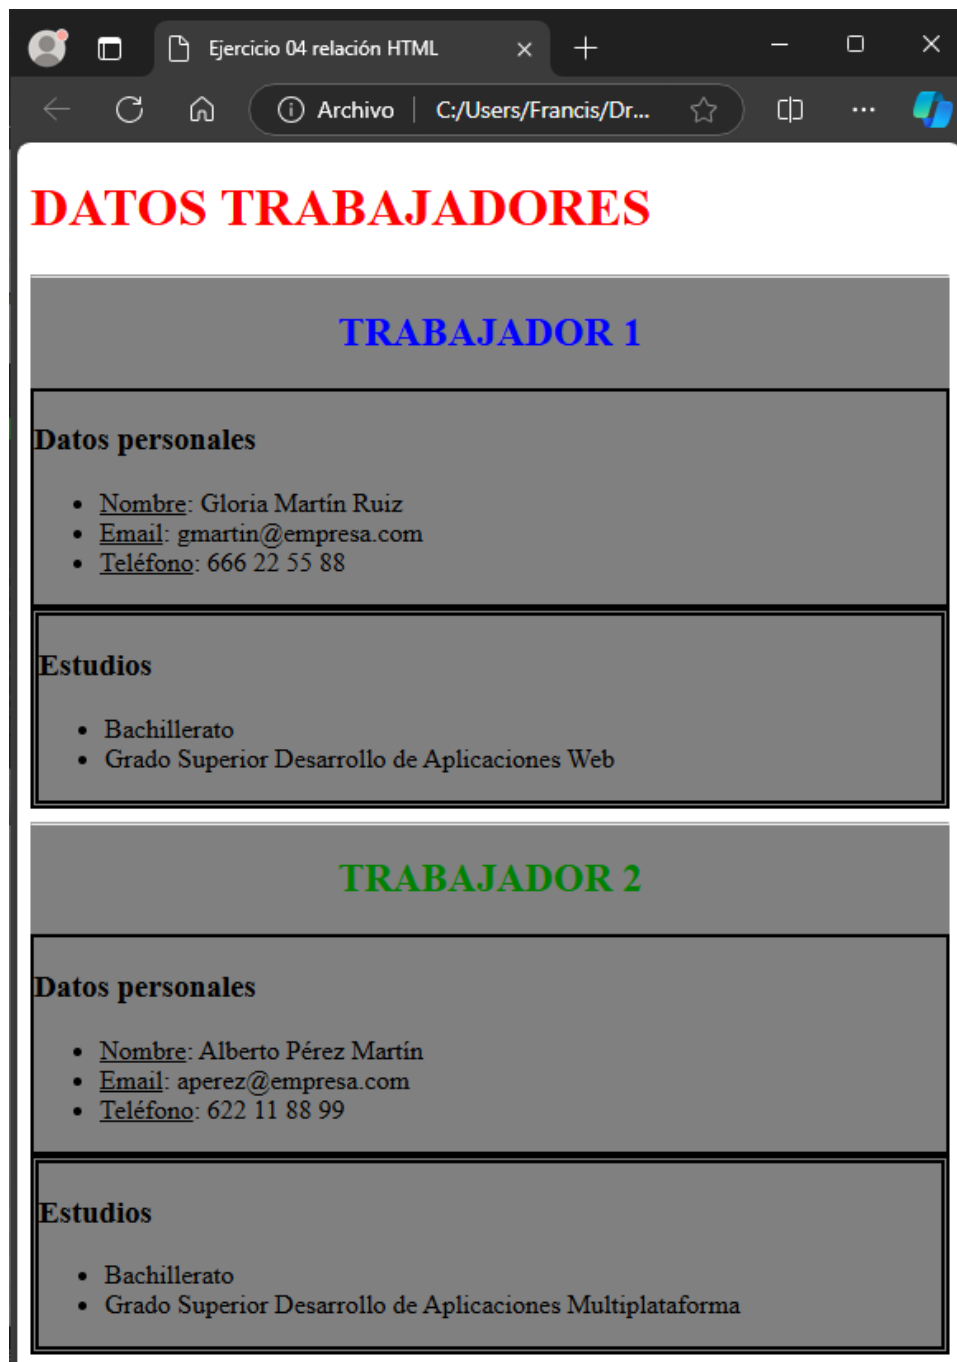 Ejercicio 04 relación HTML
Archivo C:/Users/Francis/Dr...
DATOS TRABAJADORES
TRABAJADOR 1
Datos personales
Nombre: Gloria Martín Ruiz
Email: gmartin@empresa.com
Teléfono: 666 22 55 88
Estudios
Bachillerato
Grado Superior Desarrollo de Aplicaciones Web
TRABAJADOR 2
Datos personales
Nombre: Alberto Pérez Martín
Email: aperez@empresa.com
Teléfono: 622 11 88 99
Estudios
Bachillerato
Grado Superior Desarrollo de Aplicaciones Multiplataforma